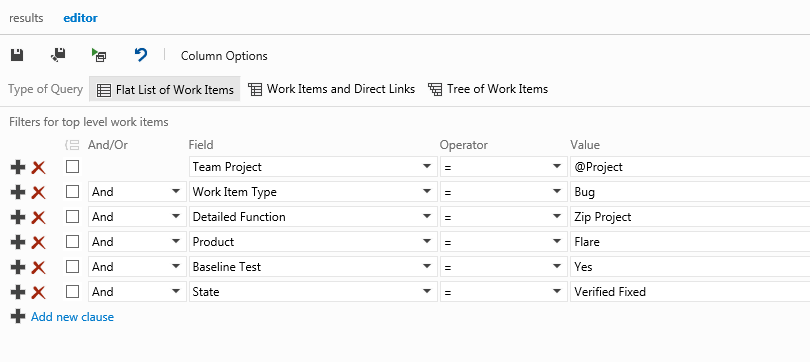 results editor
Column Options
Type of Query Flat List of Work Items Work Items and Direct Links Tree of Work Items
Filters for top level work items
And/Or Field Operator Value
Team Project = @Project
And Work Item Type = Bug
And Detailed Function = Zip Project
And Product = Flare
And Baseline Test = Yes
And State = Verified Fixed
Add new clause